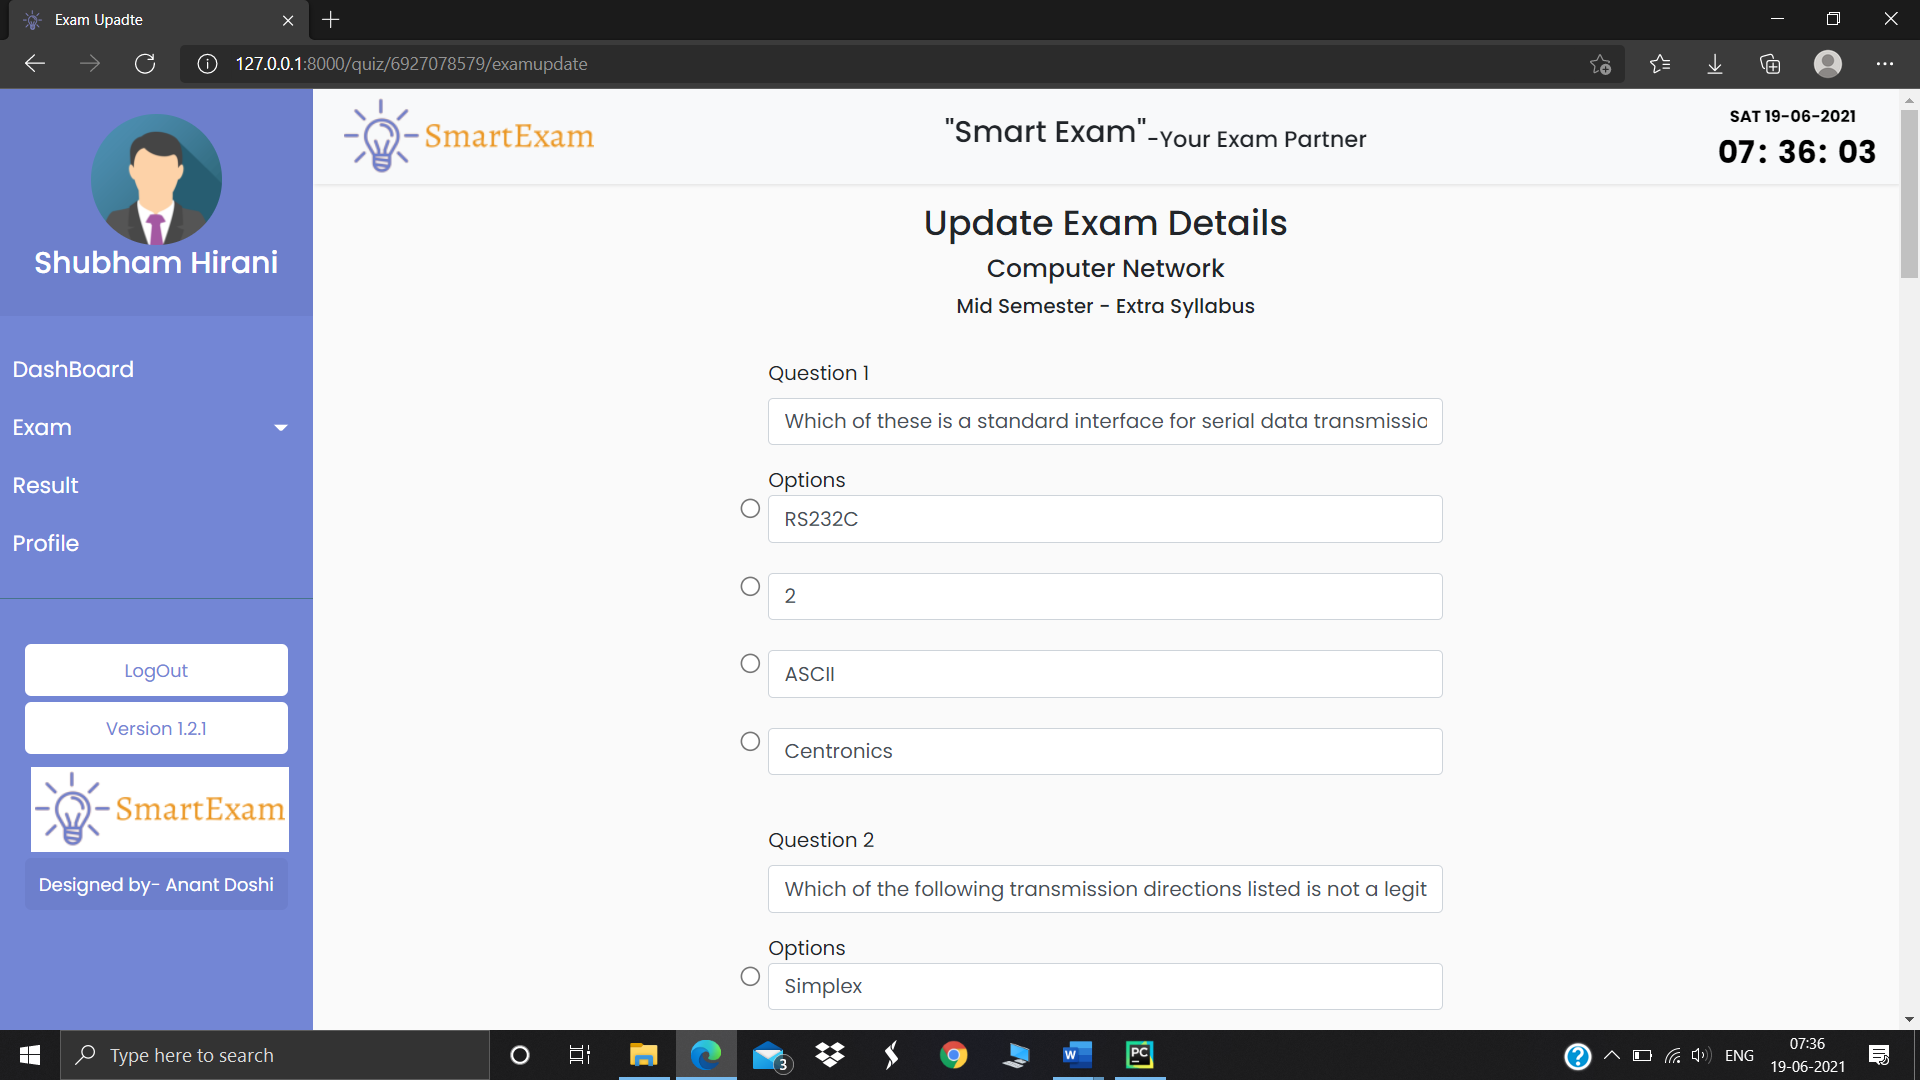 Exam Upadte
127.0.0.1:8000/quiz/6927078579/examupdate
Shubham Hirani
DashBoard
Exam
Result
Profile
LogOut
Version 1.2.1
SmartExam
Designed by- Anant Doshi
SmartExam
"Smart Exam" -Your Exam Partner
SAT 19-06-2021
07: 36: 03
Update Exam Details
Computer Network
Mid Semester - Extra Syllabus
Question 1
Which of these is a standard interface for serial data transmissio
Options
RS232C
2
ASCII
Centronics
Question 2
Which of the following transmission directions listed is not a legit
Options
Simplex
Type here to search
3
W
PC
?
ENG
07:36
19-06-2021